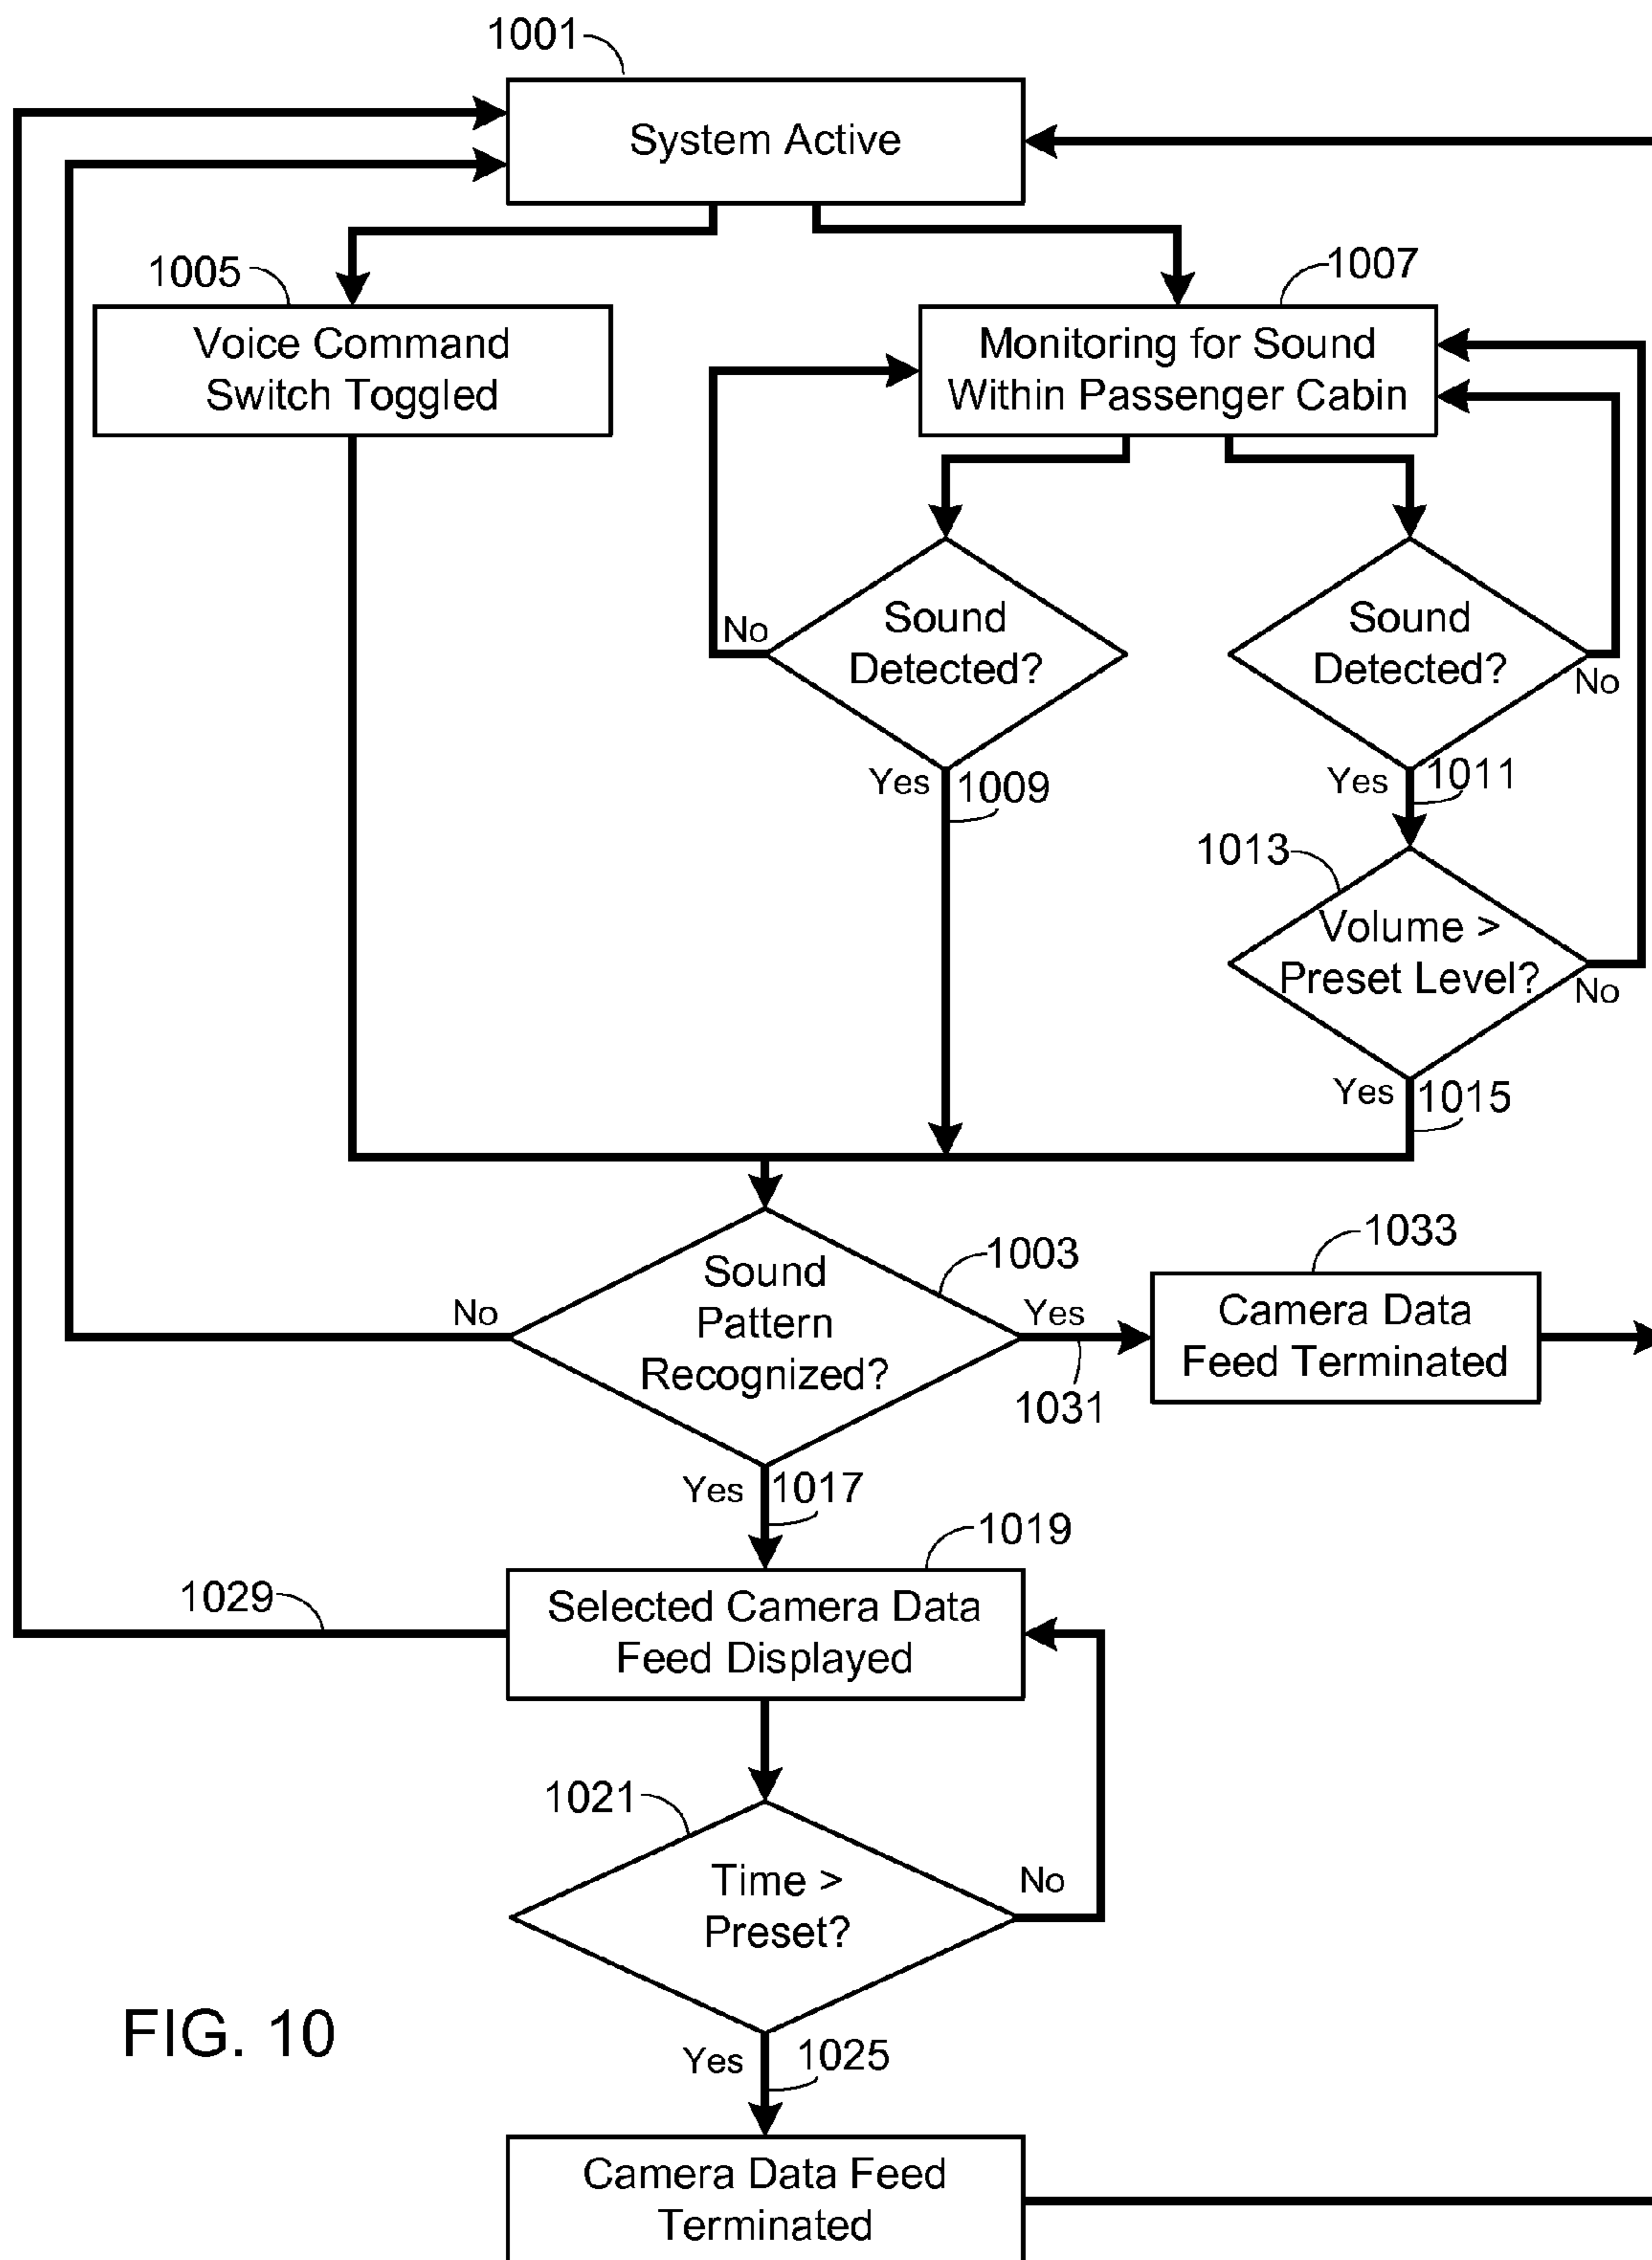 1001
System Active
1005
Voice Command
Switch Toggled
1007
Monitoring for Sound
Within Passenger Cabin
Sound
Detected?
No
Yes
1009
Sound
Detected?
No
Yes
1011
1013
Volume >
Preset Level?
No
Yes
1015
1003
Sound
Pattern
Recognized?
No
Yes
1031
1033
Camera Data
Feed Terminated
Yes
1017
1019
Selected Camera Data
Feed Displayed
1029
1021
Time >
Preset?
No
Yes
1025
Camera Data Feed
Terminated
FIG. 10